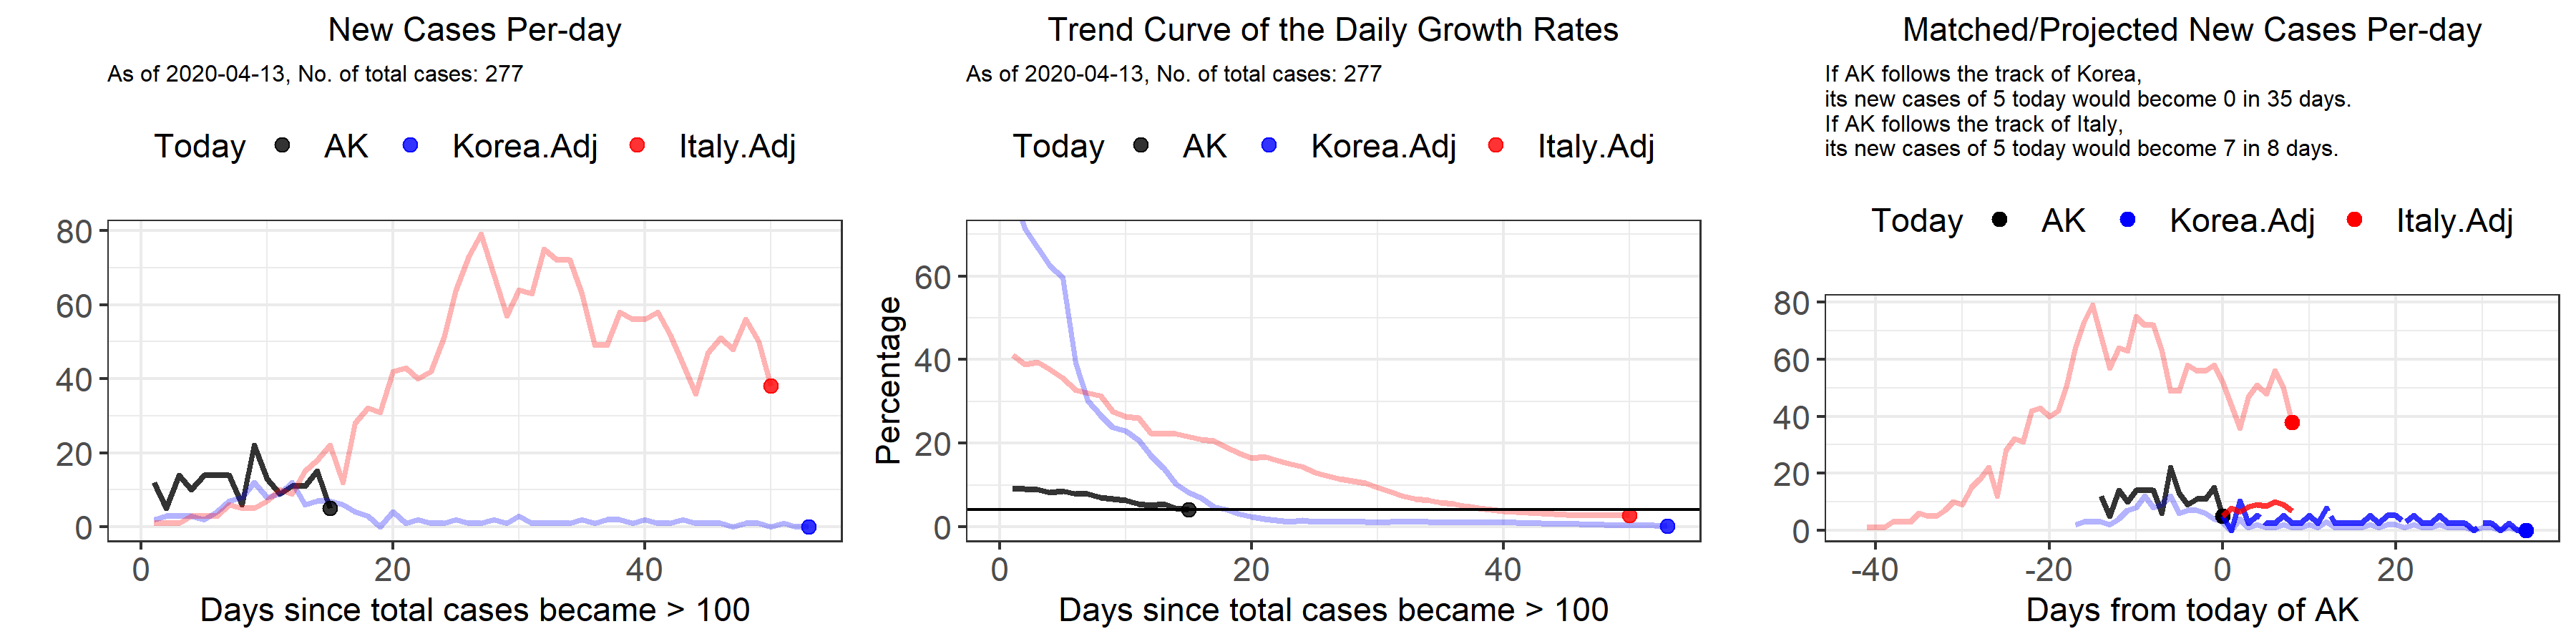 New Cases Per-day
As of 2020-04-13, No. of total cases: 277
Today AK Korea.Adj Italy.Adj
80
60
40
20
0
0 20 40
Days since total cases became > 100
Trend Curve of the Daily Growth Rates
As of 2020-04-13, No. of total cases: 277
Today AK Korea.Adj Italy.Adj
Percentage
60
40
20
0
0 20 40
Days since total cases became > 100
Matched/Projected New Cases Per-day
If AK follows the track of Korea,
its new cases of 5 today would become 0 in 35 days.
If AK follows the track of Italy,
its new cases of 5 today would become 7 in 8 days.
Today AK Korea.Adj Italy.Adj
80
60
40
20
0
-40 -20 0 20
Days from today of AK